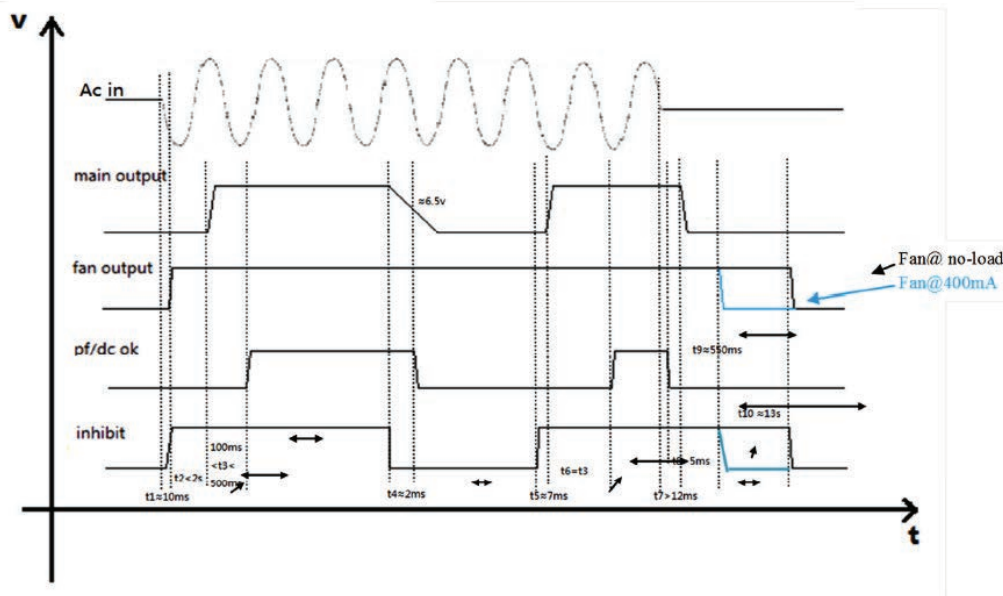 v
Ac in
main output
≈6.5v
fan output
Fan@ no-load
Fan@400mA
pf/dc ok
t9≈550ms
t10 ≈13s
inhibit
100ms
<t3<
500ms
t2<2s
t6=t3
5ms
t1≈10ms
t4≈2ms
t5≈7ms
t7>12ms
t